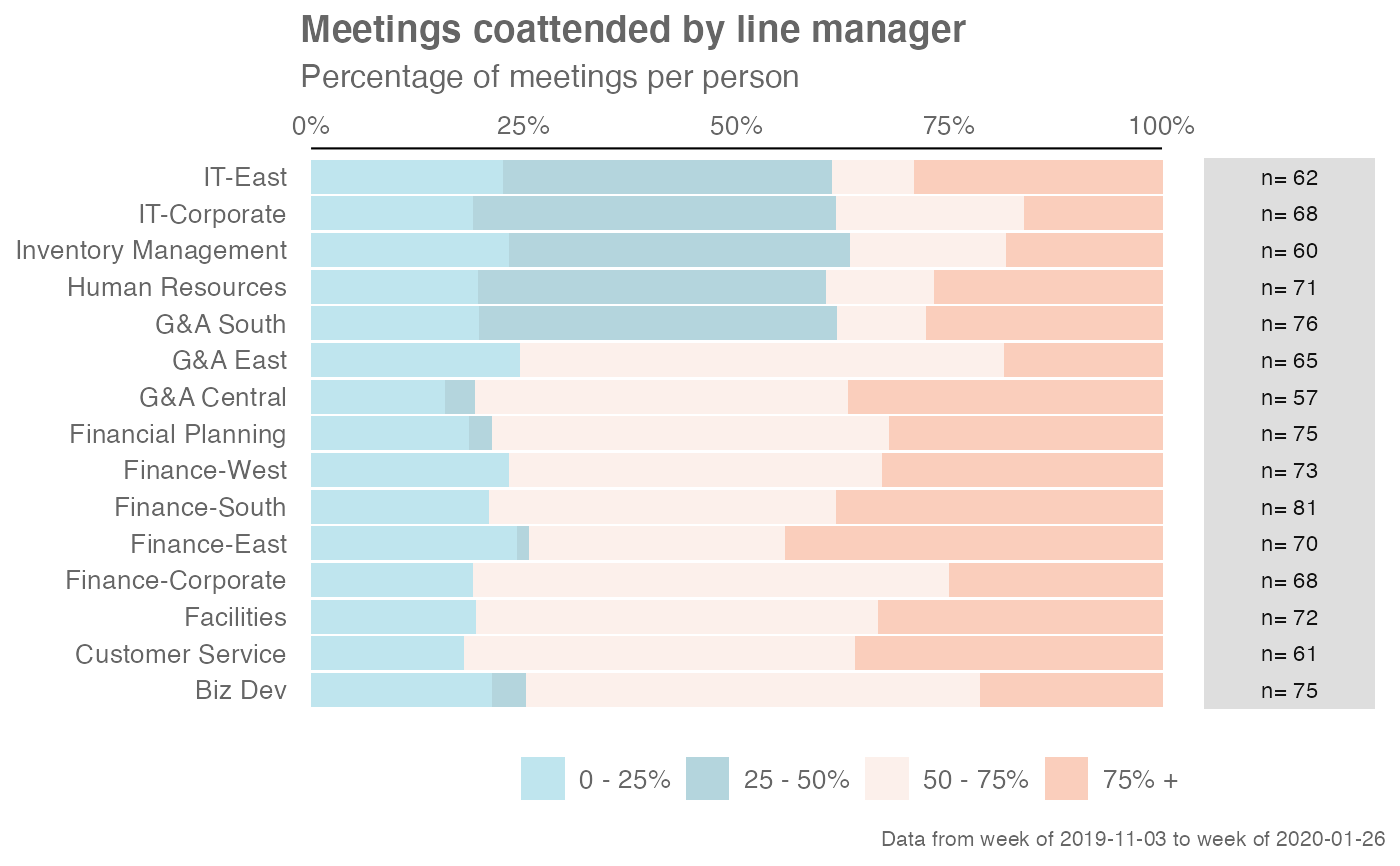 Meetings coattended by line manager
Percentage of meetings per person
0% 25% 50% 75% 100%
IT-East n= 62
IT-Corporate n= 68
Inventory Management n= 60
Human Resources n= 71
G&A South n= 76
G&A East n= 65
G&A Central n= 57
Financial Planning n= 75
Finance-West n= 73
Finance-South n= 81
Finance-East n= 70
Finance-Corporate n= 68
Facilities n= 72
Customer Service n= 61
Biz Dev n= 75
0 - 25% 25 - 50% 50 - 75% 75% +
Data from week of 2019-11-03 to week of 2020-01-26